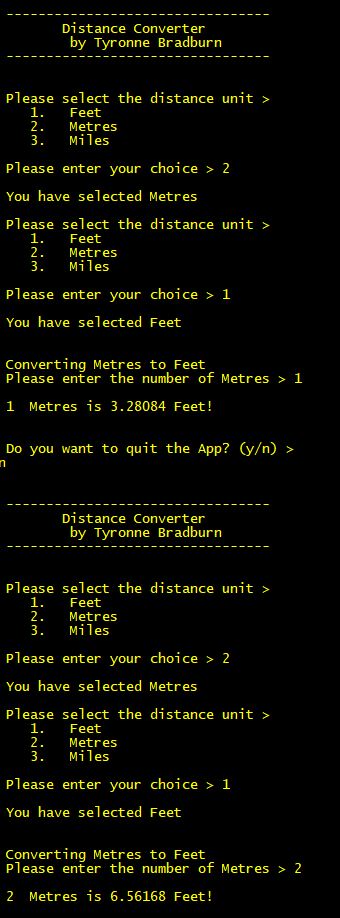 ---------------------------------
Distance Converter
by Tyronne Bradburn
---------------------------------
Please select the distance unit >
1. Feet
2. Metres
3. Miles
Please enter your choice > 2
You have selected Metres
Please select the distance unit >
1. Feet
2. Metres
3. Miles
Please enter your choice > 1
You have selected Feet
Converting Metres to Feet
Please enter the number of Metres > 1
1  Metres is 3.28084 Feet!
Do you want to quit the App? (y/n) >
n
---------------------------------
Distance Converter
by Tyronne Bradburn
---------------------------------
Please select the distance unit >
1. Feet
2. Metres
3. Miles
Please enter your choice > 2
You have selected Metres
Please select the distance unit >
1. Feet
2. Metres
3. Miles
Please enter your choice > 1
You have selected Feet
Converting Metres to Feet
Please enter the number of Metres > 2
2  Metres is 6.56168 Feet!